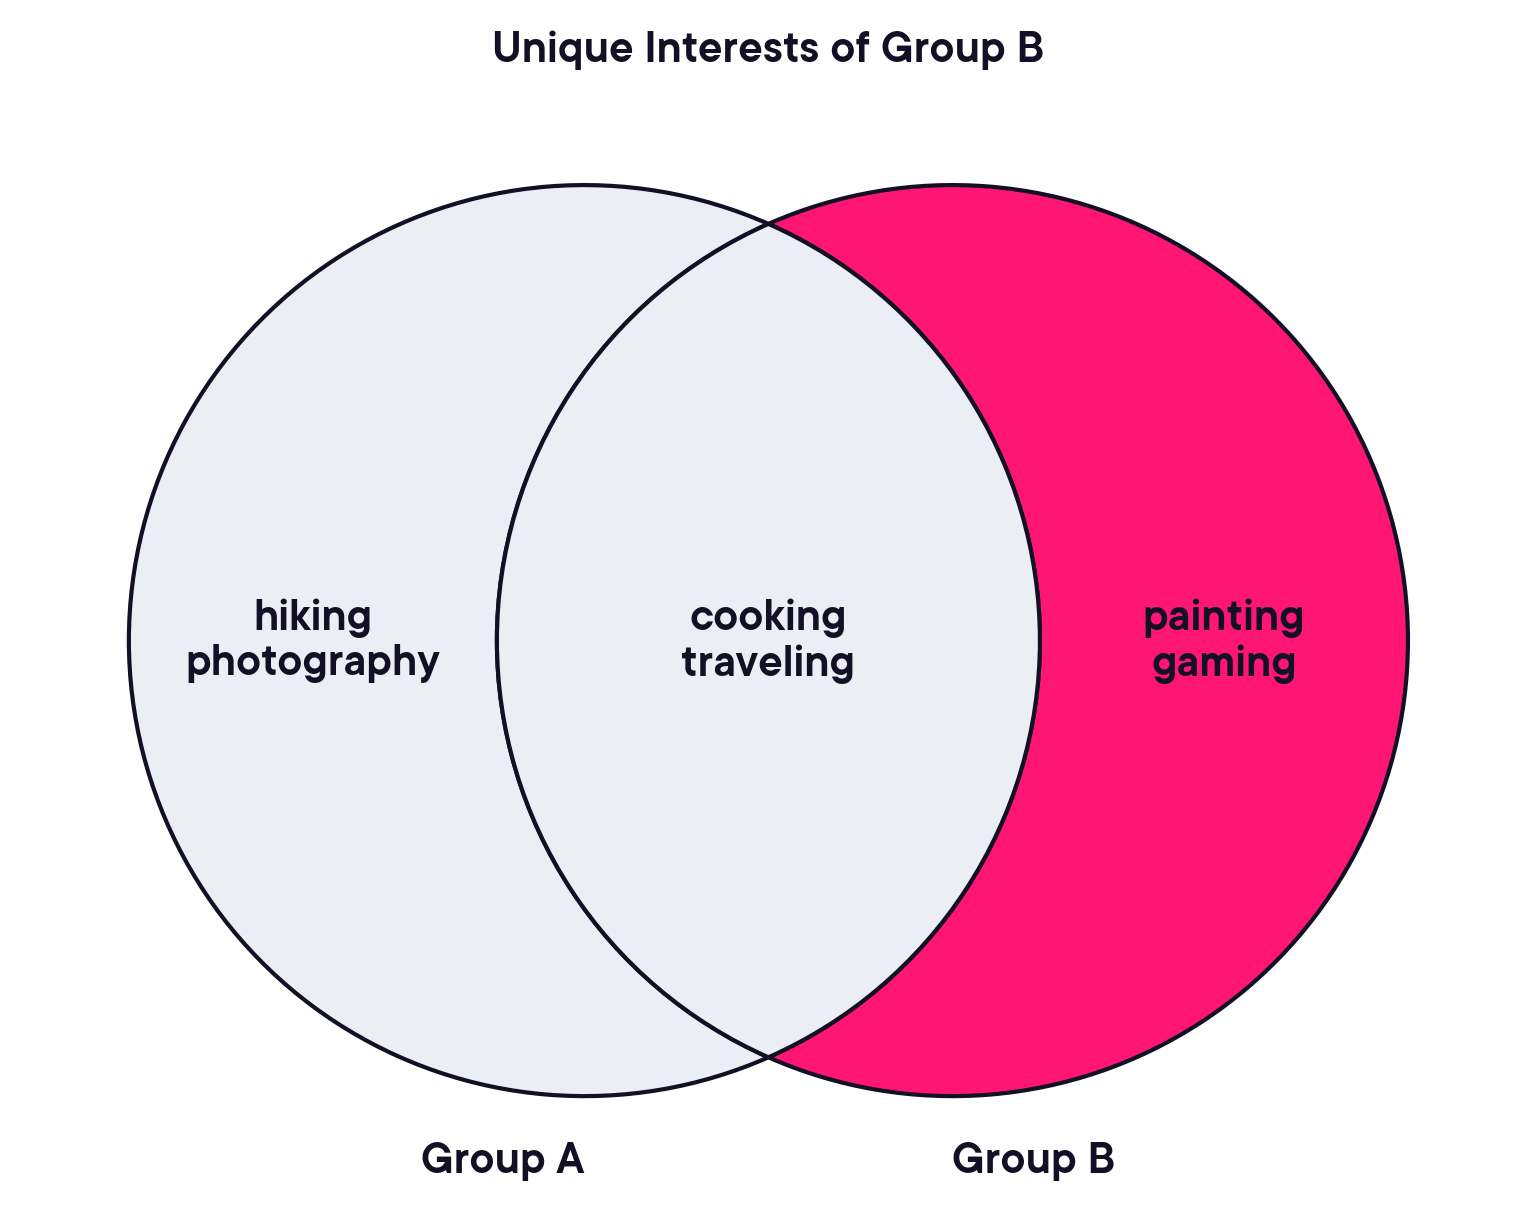 Unique Interests of Group B
hiking
photography
cooking
traveling
painting
gaming
Group A
Group B